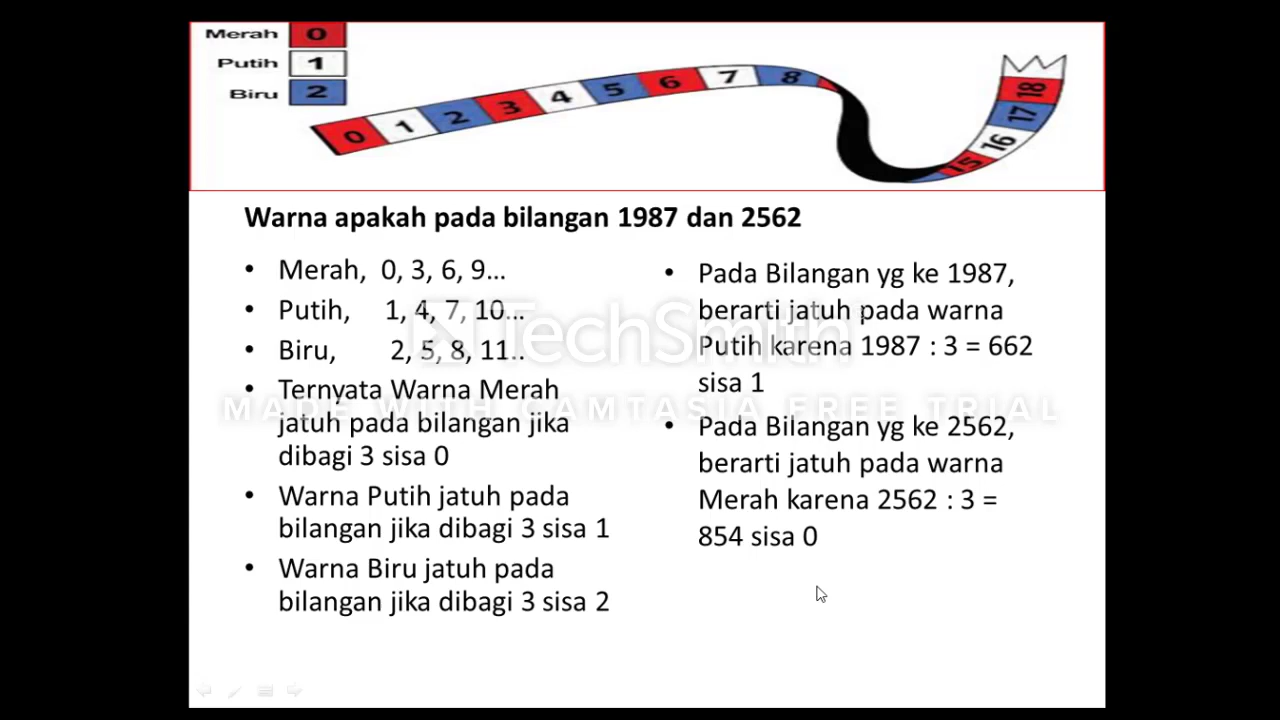 Merah 0
Putih 1
Biru 2
0 1 2 3 4 5 6 7 8 15 16 17 18
Warna apakah pada bilangan 1987 dan 2562
• Merah, 0, 3, 6, 9...
• Putih, 1, 4, 7, 10...
• Biru, 2, 5, 8, 11..
• Ternyata Warna Merah
jatuh pada bilangan jika
dibagi 3 sisa 0
• Warna Putih jatuh pada
bilangan jika dibagi 3 sisa 1
• Warna Biru jatuh pada
bilangan jika dibagi 3 sisa 2
• Pada Bilangan yg ke 1987,
berarti jatuh pada warna
Putih karena 1987 : 3 = 662
sisa 1
• Pada Bilangan yg ke 2562,
berarti jatuh pada warna
Merah karena 2562 : 3 =
854 sisa 0
TechSmith
MADE WITH CAMTASIA FREE TRIAL